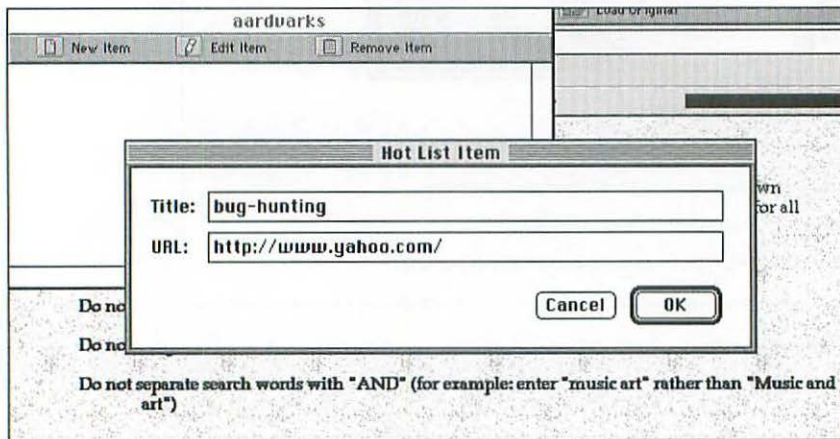 aardvarks
Load Original
New Item Edit Item Remove Item
Hot List Item
Title: bug-hunting
wn
for all
URL: http://www.yahoo.com/
Cancel OK
Do no
Do no
Do not separate search words with "AND" (for example: enter "music art" rather than "Music and
art")